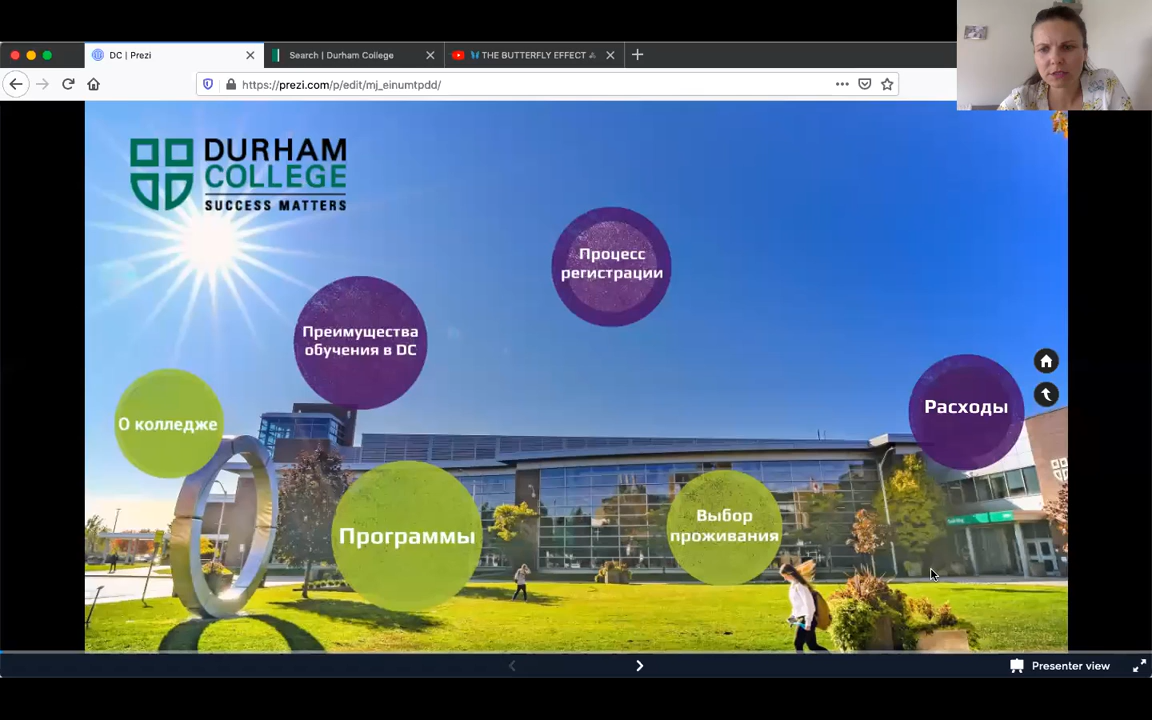 DC | Prezi
Search | Durham College
THE BUTTERFLY EFFECT
https://prezi.com/p/edit/mj_einumtpdd/
DURHAM
COLLEGE
SUCCESS MATTERS
Процесс
регистрации
Преимущества
обучения в DC
О колледже
Расходы
Программы
Выбор
проживания
Presenter view